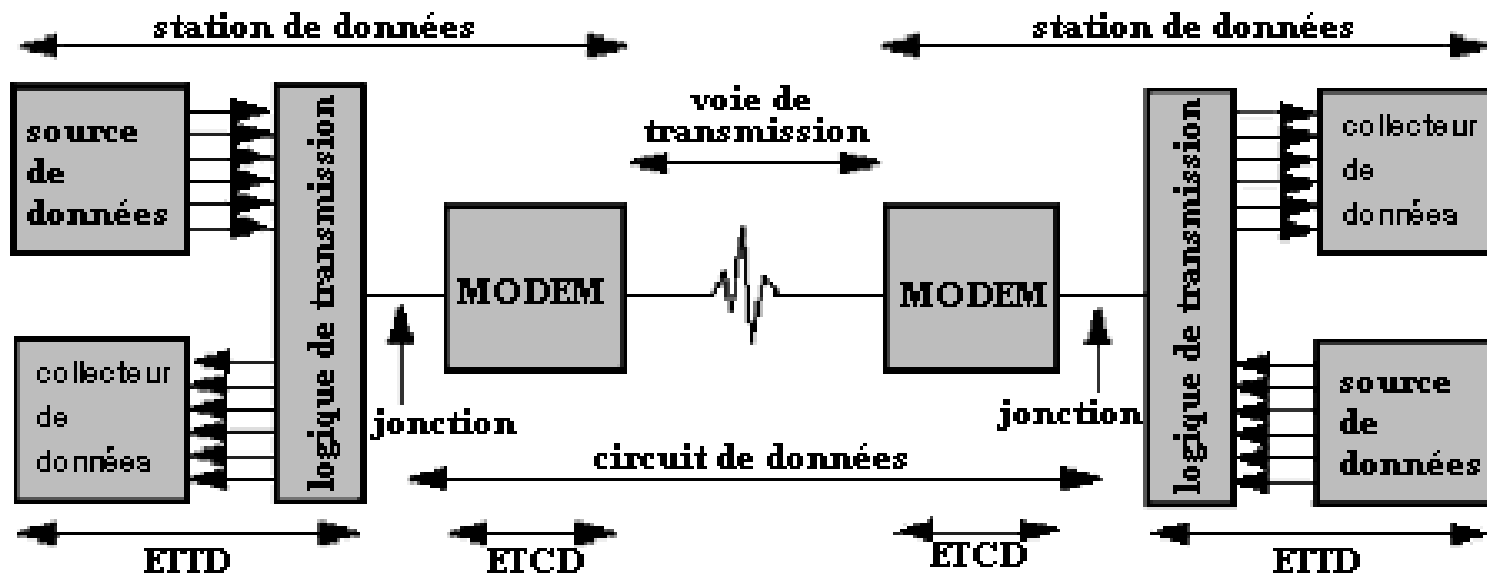 station de données
station de données
source
de
données
logique de transmission
collecteur
de
données
jonction
MODEM
voie de
transmission
MODEM
jonction
logique de transmission
collecteur
de
données
source
de
données
circuit de données
ETTD
ETCD
ETCD
ETTD